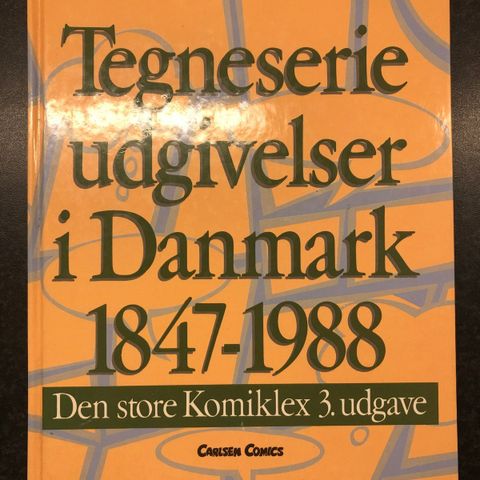 Tegneserie
udgivelser
i Danmark
1847-1988
Den store Komiklex 3. udgave
CARLSEN COMICS